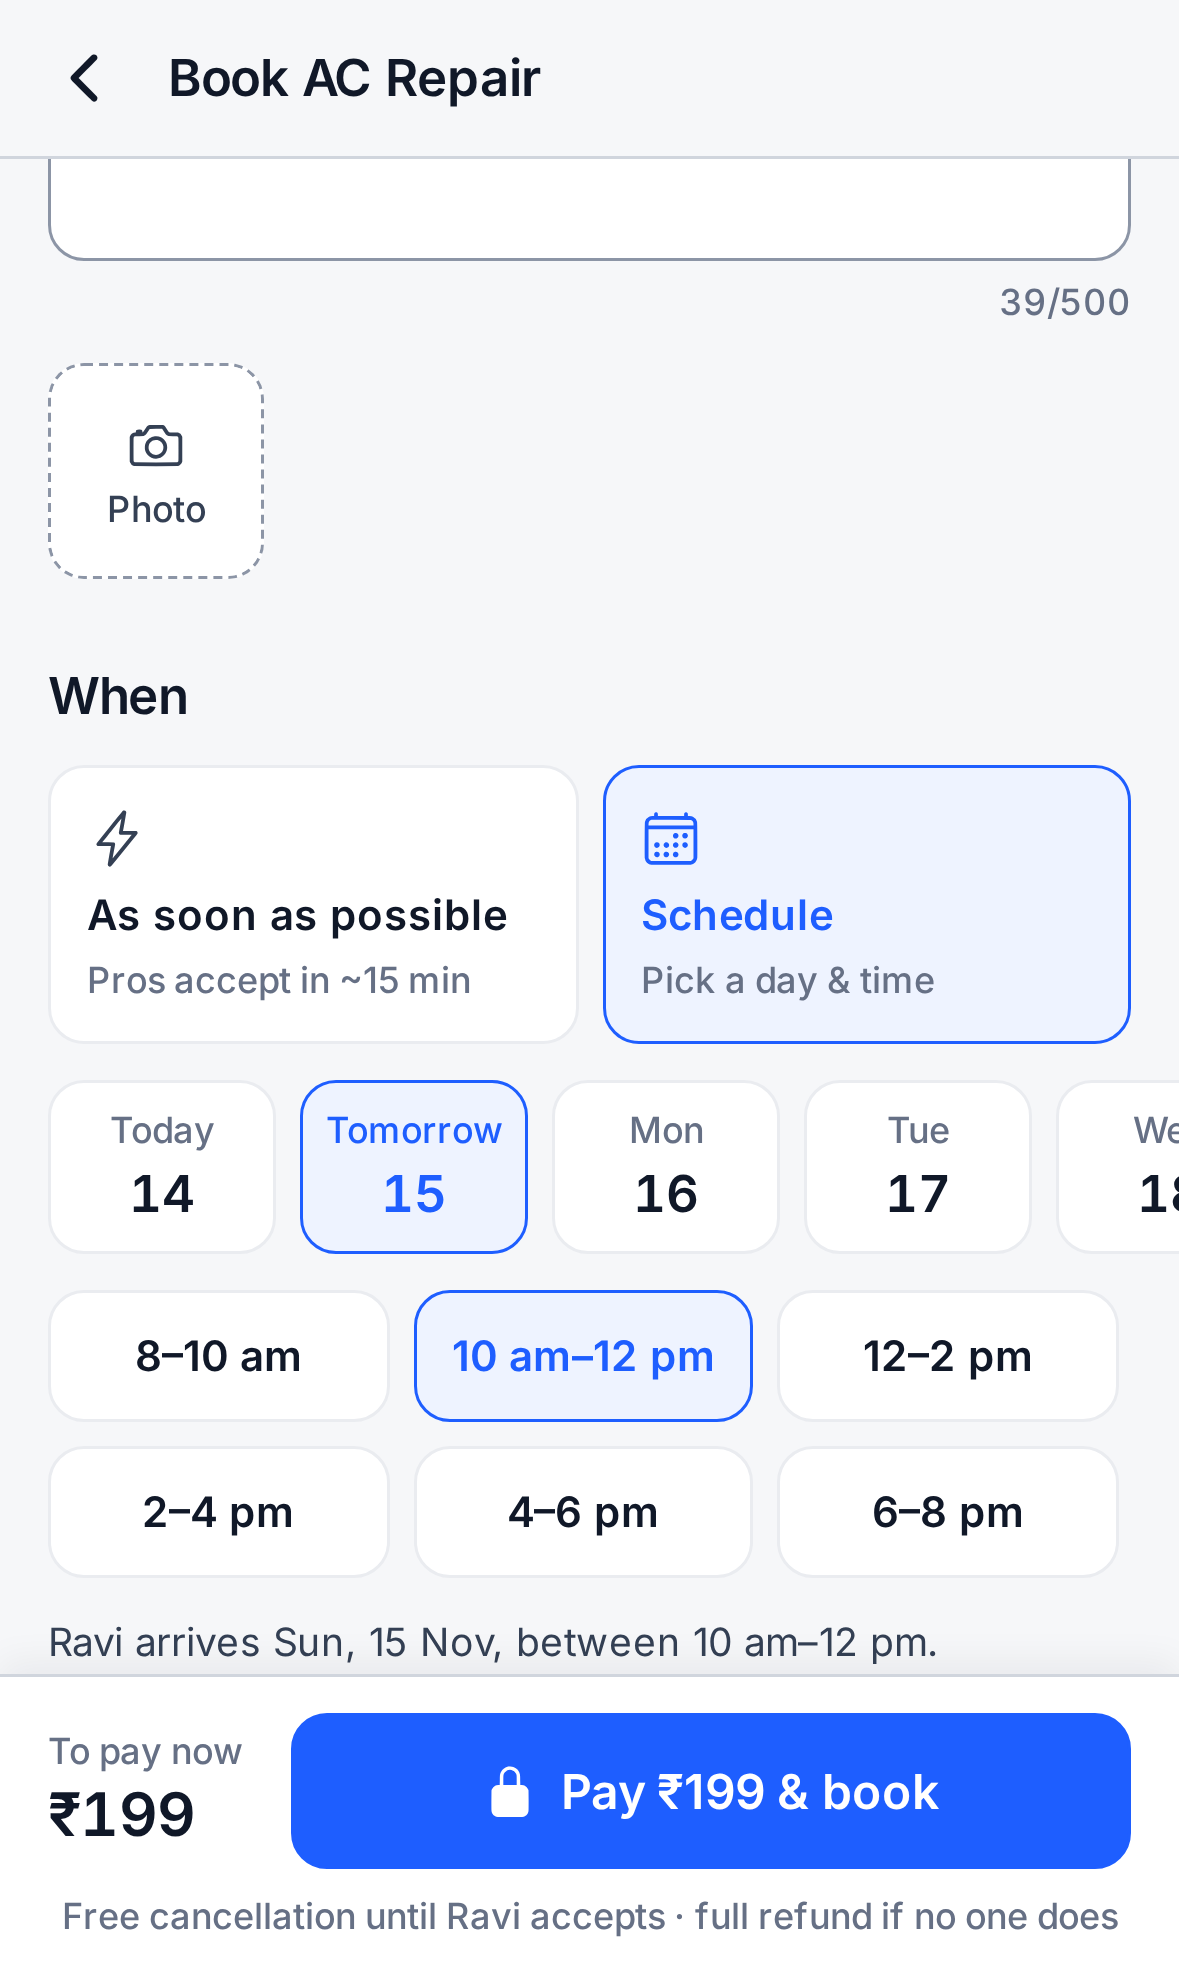 Book AC Repair
39/500
Photo
When
As soon as possible
Pros accept in ~15 min
Schedule
Pick a day & time
Today
14
Tomorrow
15
Mon
16
Tue
17
8–10 am
10 am–12 pm
12–2 pm
2–4 pm
4–6 pm
6–8 pm
Ravi arrives Sun, 15 Nov, between 10 am–12 pm.
To pay now
₹199
Pay ₹199 & book
Free cancellation until Ravi accepts · full refund if no one does